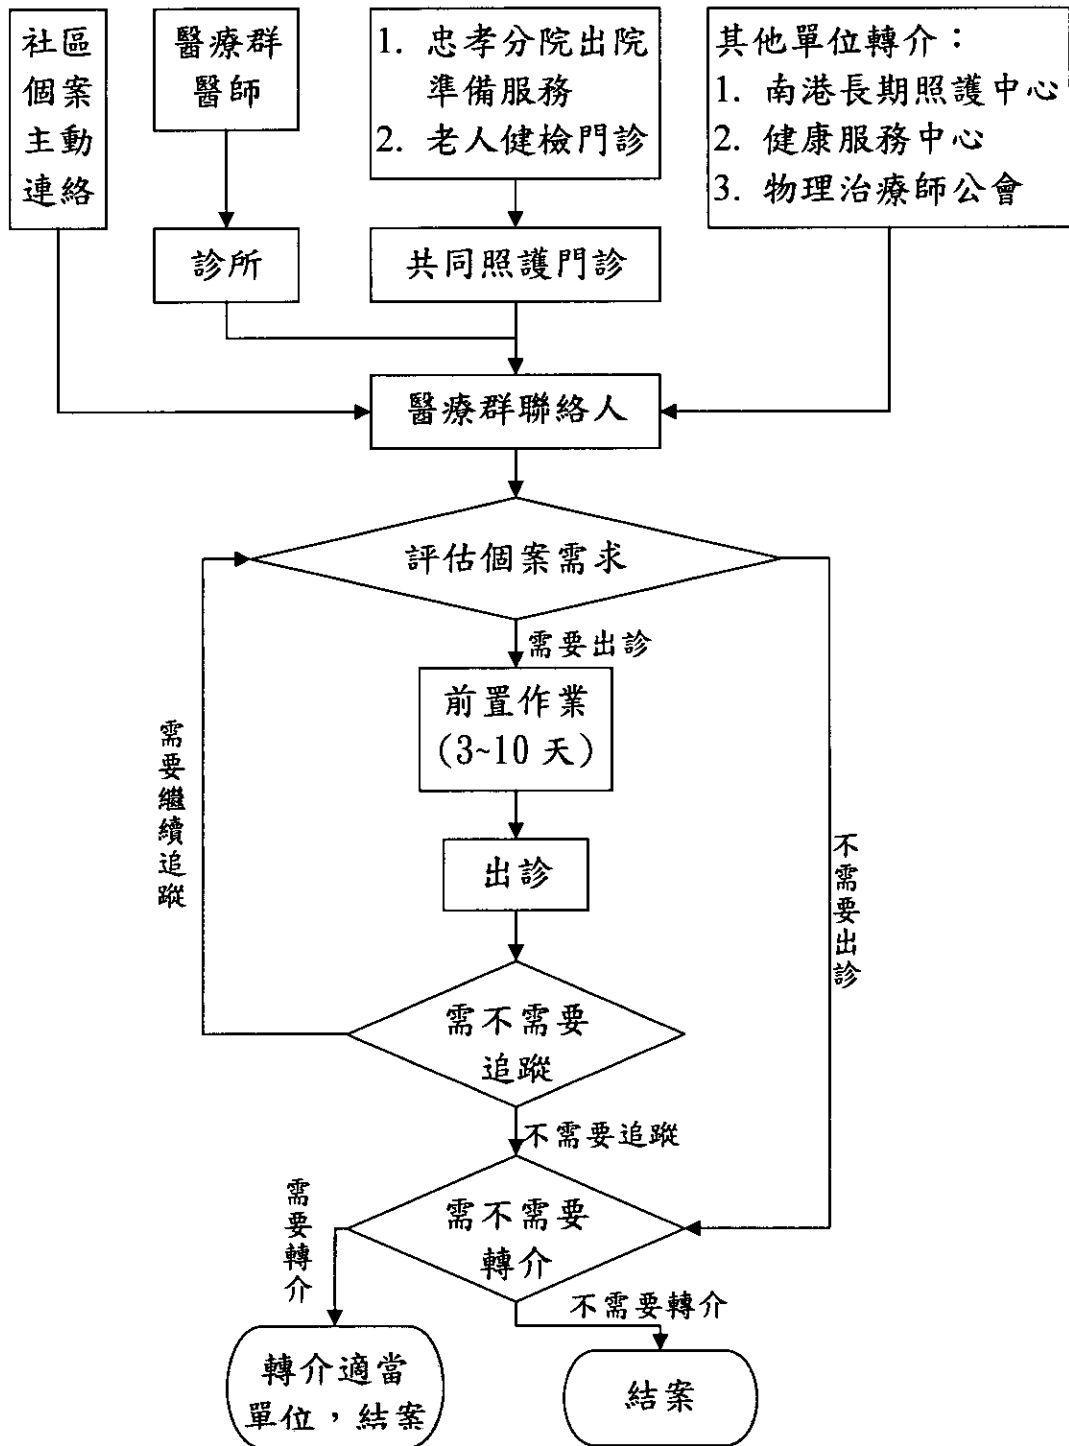 社區
個案
主動
連絡
醫療群
醫師
1. 忠孝分院出院
準備服務
2. 老人健檢門診
其他單位轉介：
1. 南港長期照護中心
2. 健康服務中心
3. 物理治療師公會
診所
共同照護門診
醫療群聯絡人
評估個案需求
需要出診
前置作業
(3~10 天)
需要繼續追蹤
出診
不需要出診
需不需要
追蹤
不需要追蹤
需不需要
轉介
需要轉介
不需要轉介
轉介適當
單位，結案
結案